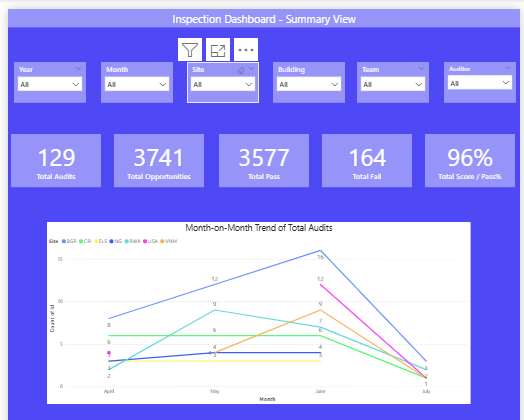 Inspection Dashboard - Summary View
Year Month Site Building Team Auditor
All All All All All All
129 3741 3577 164 96%
Total Audits Total Opportunities Total Pass Total Fail Total Score / Pass%
Month-on-Month Trend of Total Audits
Site BGR CRI ELS NG RWA USA VNM
15
10
5
0
Count of Id
8
6
3
2
12
9
6
4
3
16
12
9
7
6
4
3
1
April May June July
Month